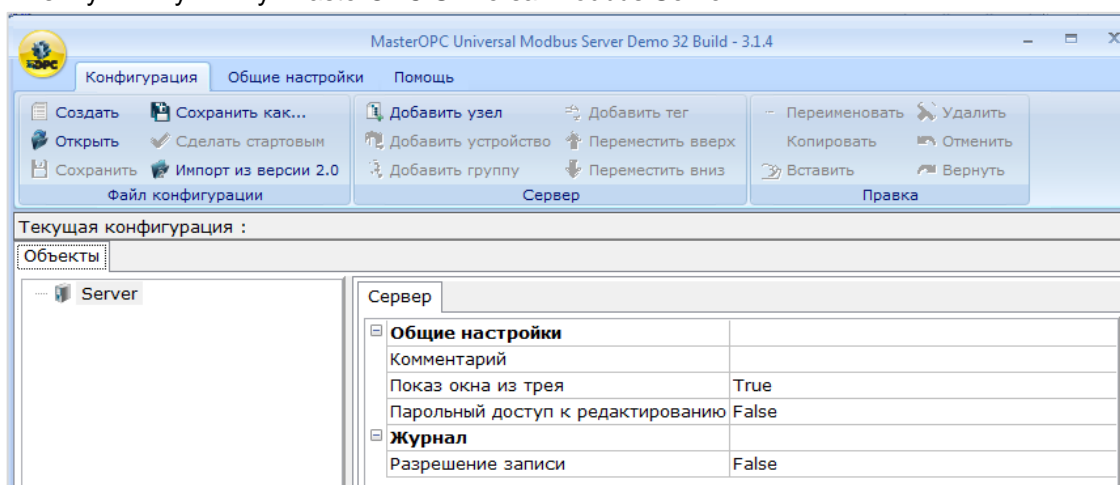 MasterOPC Universal Modbus Server Demo 32 Build - 3.1.4
OPC
Конфигурация Общие настройки Помощь
Создать Сохранить как... Добавить узел Добавить тег Переименовать Удалить
Открыть Сделать стартовым Добавить устройство Переместить вверх Копировать Отменить
Сохранить Импорт из версии 2.0 Добавить группу Переместить вниз Вставить Вернуть
Файл конфигурации Сервер Правка
Текущая конфигурация :
Объекты
Server
Сервер
Общие настройки
Комментарий
Показ окна из трея True
Парольный доступ к редактированию False
Журнал
Разрешение записи False